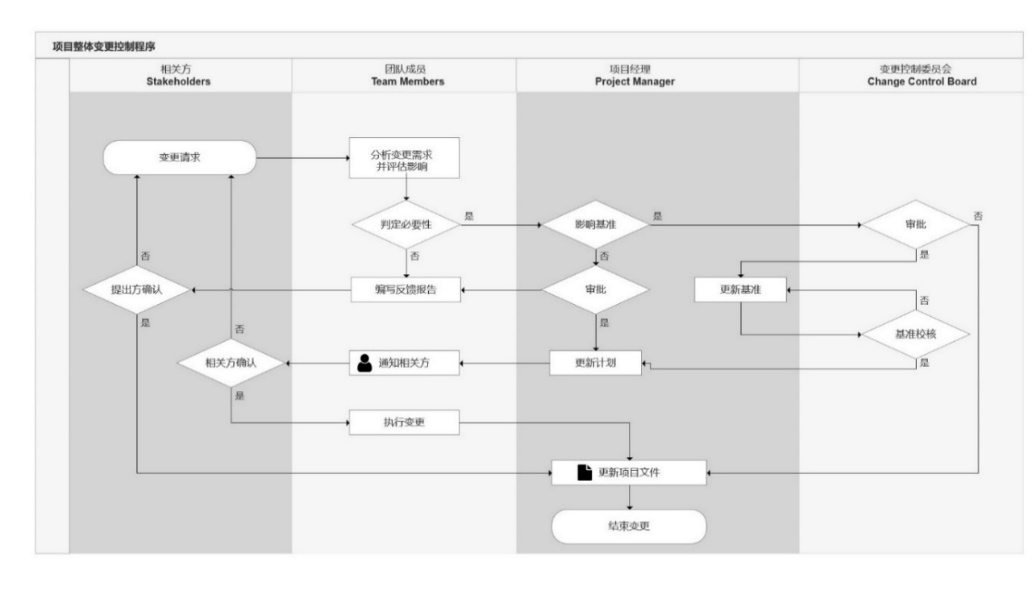 项目整体变更控制程序
相关方
Stakeholders
团队成员
Team Members
项目经理
Project Manager
变更控制委员会
Change Control Board
变更请求
分析变更需求
并评估影响
判定必要性
是
影响基准
是
审批
否
否
否
否
是
提出方确认
编写反馈报告
审批
更新基准
否
是
是
基准校核
否
相关方确认
通知相关方
更新计划
是
是
执行变更
更新项目文件
结束变更